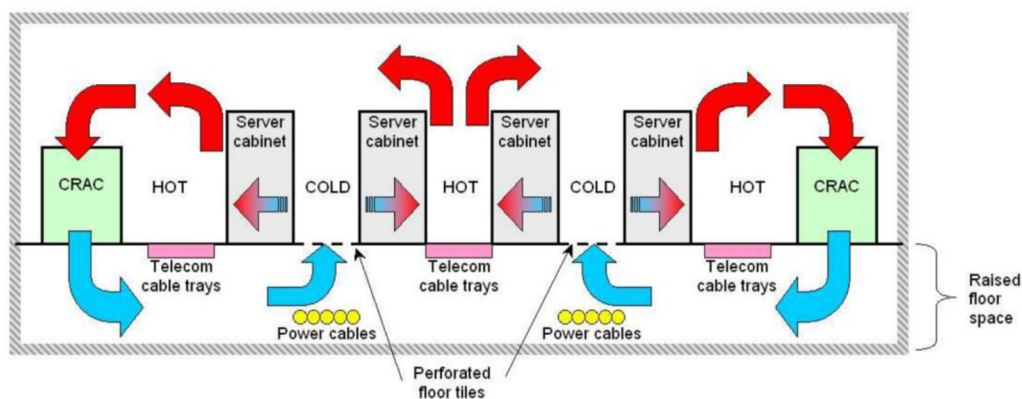 Server
cabinet
Server
cabinet
Server
cabinet
Server
cabinet
CRAC
HOT
COLD
HOT
COLD
HOT
CRAC
Telecom
cable trays
Telecom
cable trays
Telecom
cable trays
Power cables
Power cables
Raised
floor
space
Perforated
floor tiles